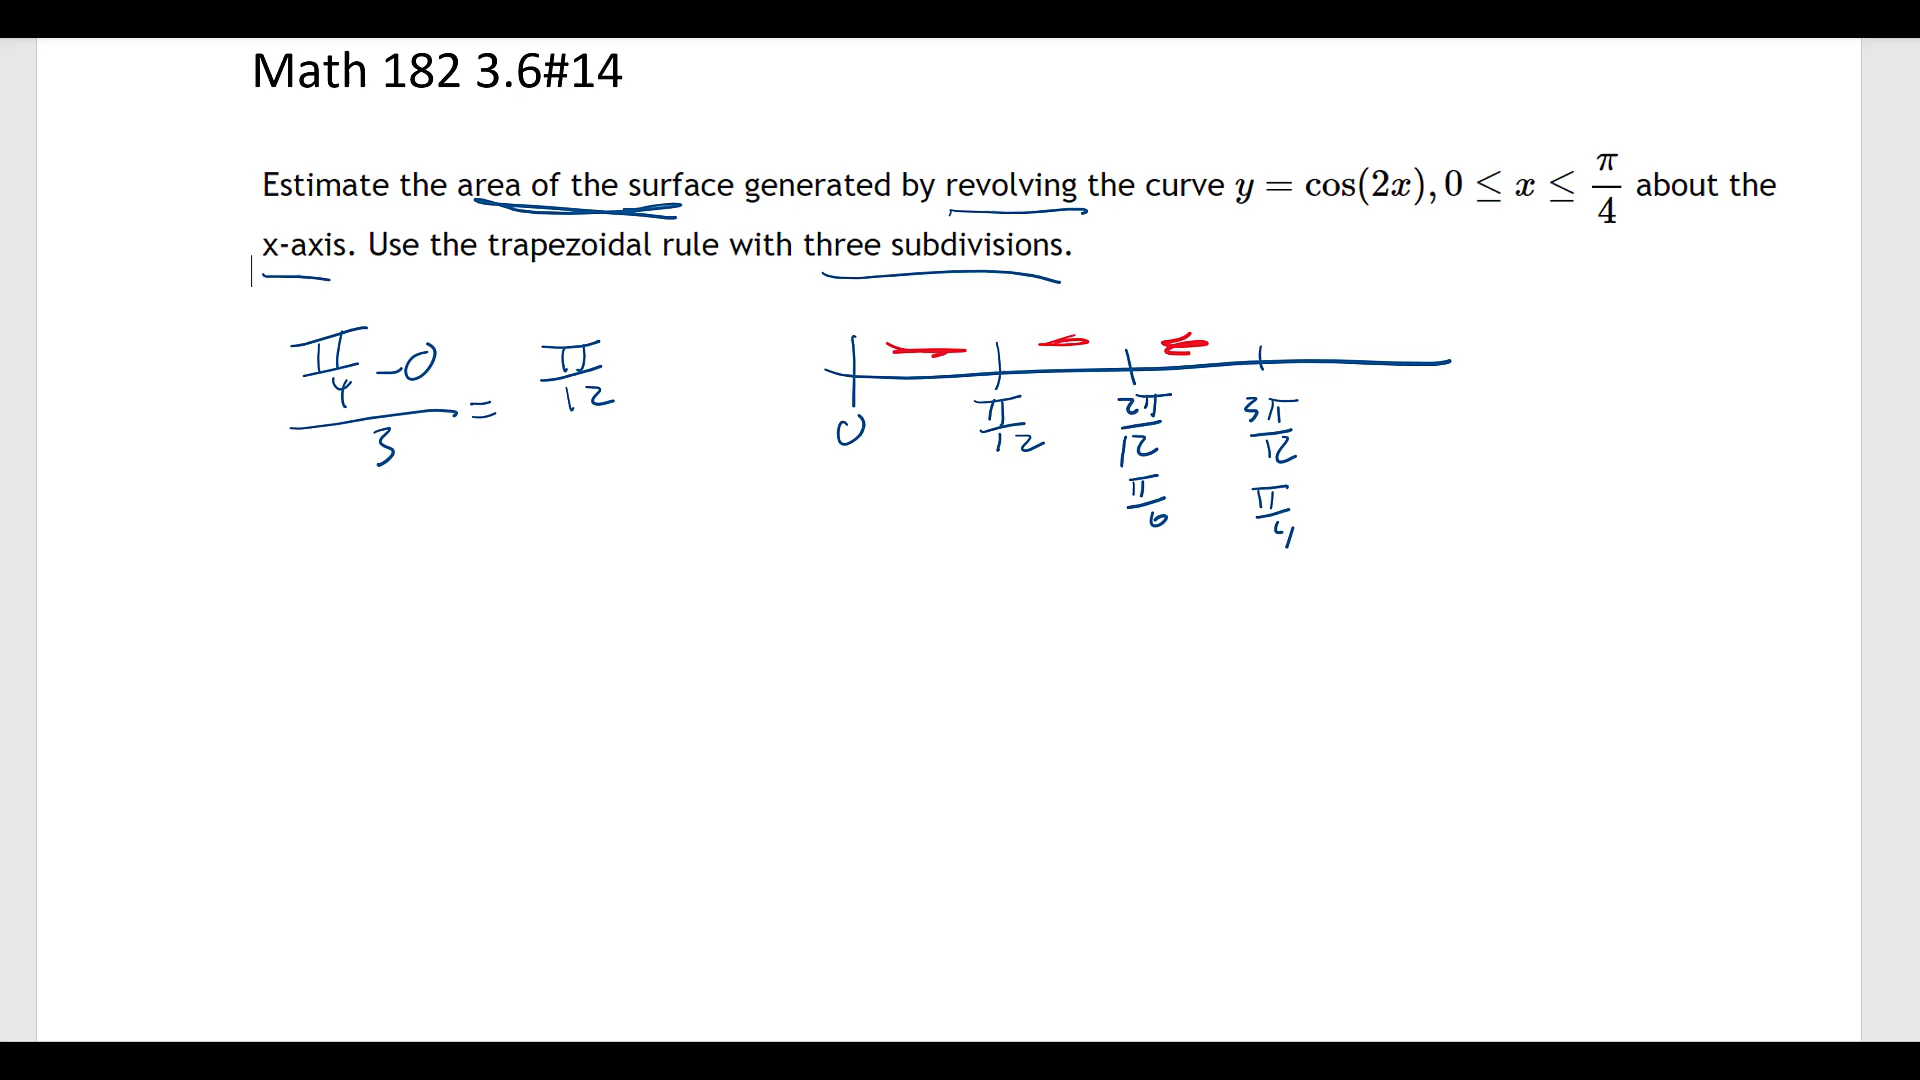 Math 182 3.6#14
Estimate the area of the surface generated by revolving the curve y = cos(2x), 0 ≤ x ≤ π/4 about the
x-axis. Use the trapezoidal rule with three subdivisions.
(π/4 - 0)/3 = π/12
0 π/12 2π/12 3π/12
π/6 π/4